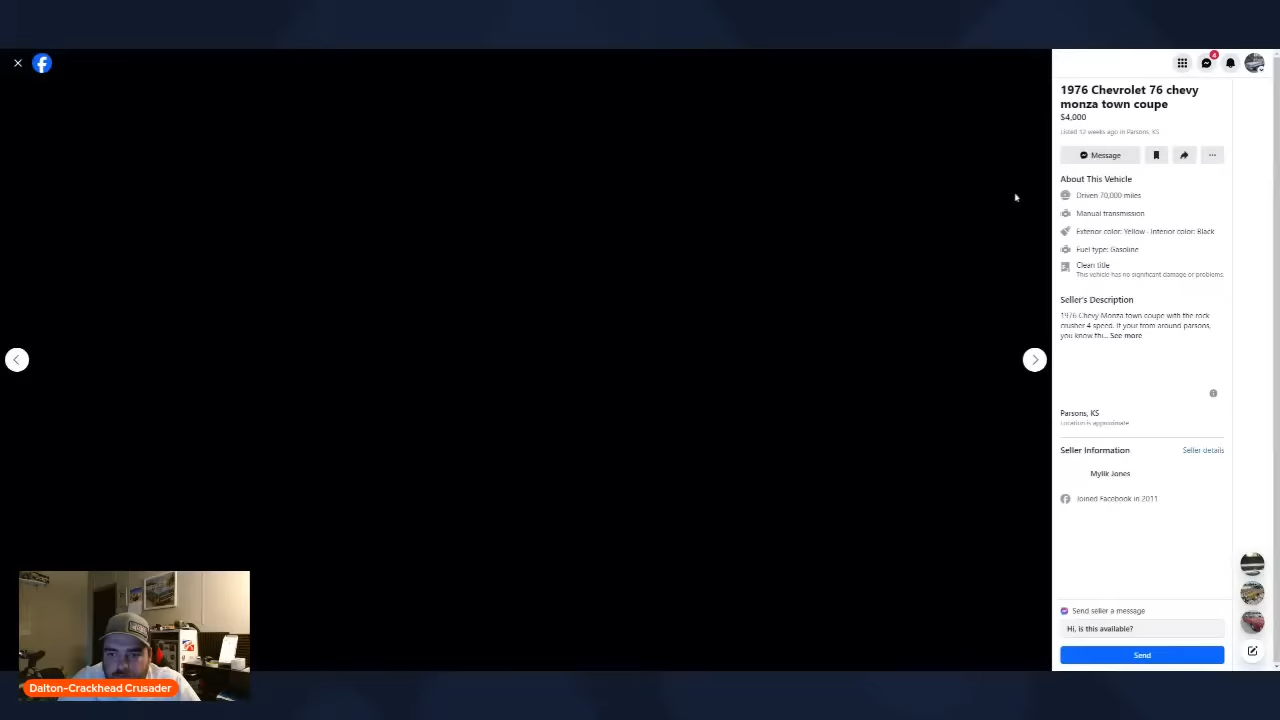 4
1976 Chevrolet 76 chevy
monza town coupe
$4,000
Listed 12 weeks ago in Parsons, KS
Message
About This Vehicle
Driven 70,000 miles
Manual transmission
Exterior color: Yellow · Interior color: Black
Fuel type: Gasoline
Clean title
This vehicle has no significant damage or problems.
Seller's Description
1976 Chevy Monza town coupe with the rock
crusher 4 speed. If your from around parsons,
you know thi... See more
Parsons, KS
Location is approximate
Seller Information
Seller details
Mylik Jones
Joined Facebook in 2011
Send seller a message
Hi, is this available?
Send
Dalton-Crackhead Crusader